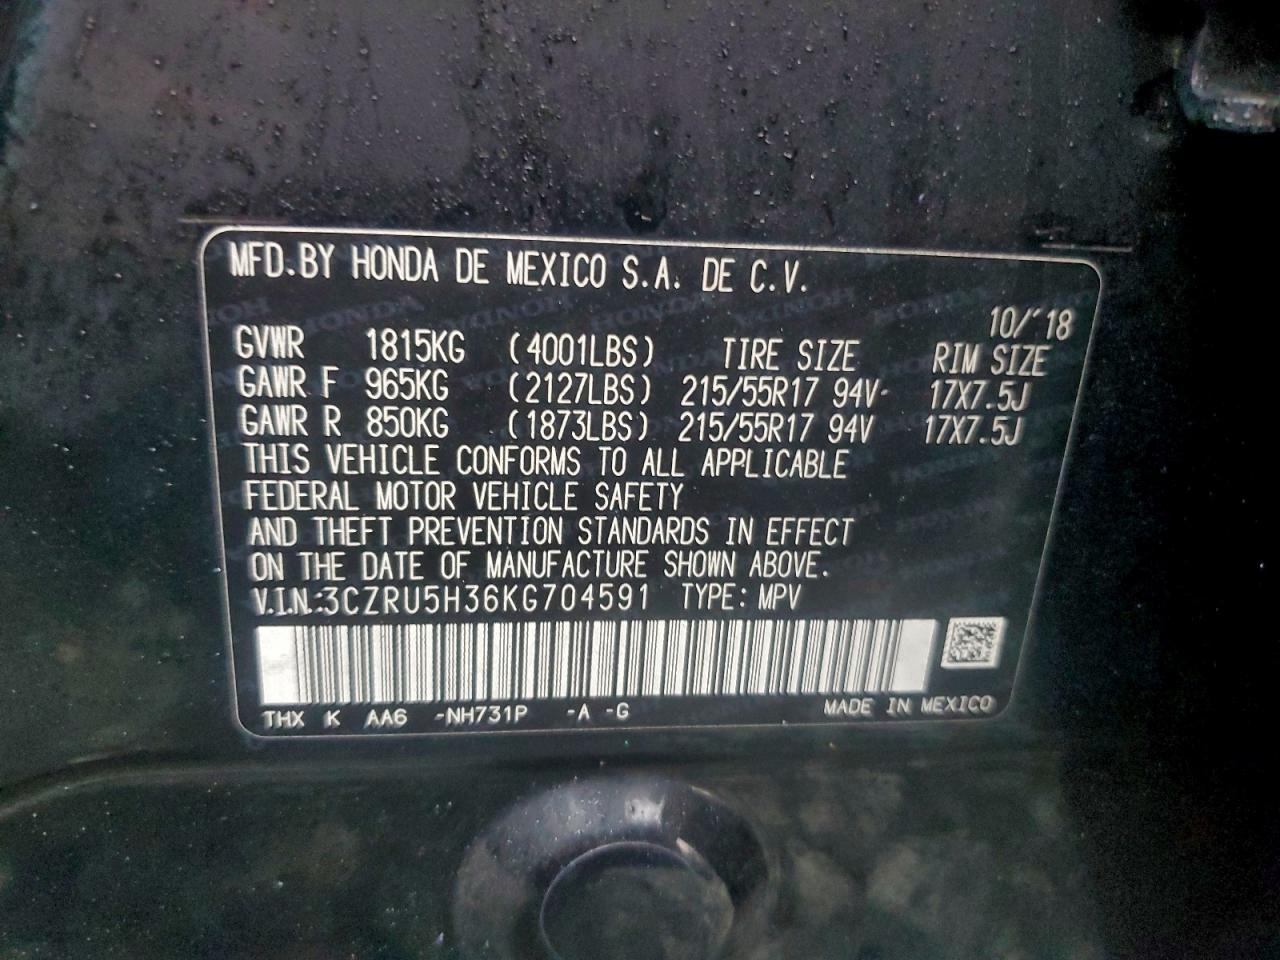 MFD.BY HONDA DE MEXICO S.A. DE C.V.
10/'18
GVWR 1815KG (4001LBS) TIRE SIZE RIM SIZE
GAWR F 965KG (2127LBS) 215/55R17 94V 17X7.5J
GAWR R 850KG (1873LBS) 215/55R17 94V 17X7.5J
THIS VEHICLE CONFORMS TO ALL APPLICABLE
FEDERAL MOTOR VEHICLE SAFETY
AND THEFT PREVENTION STANDARDS IN EFFECT
ON THE DATE OF MANUFACTURE SHOWN ABOVE.
V.I.N.:3CZRU5H36KG704591 TYPE: MPV
THX K AA6 -NH731P -A -G MADE IN MEXICO